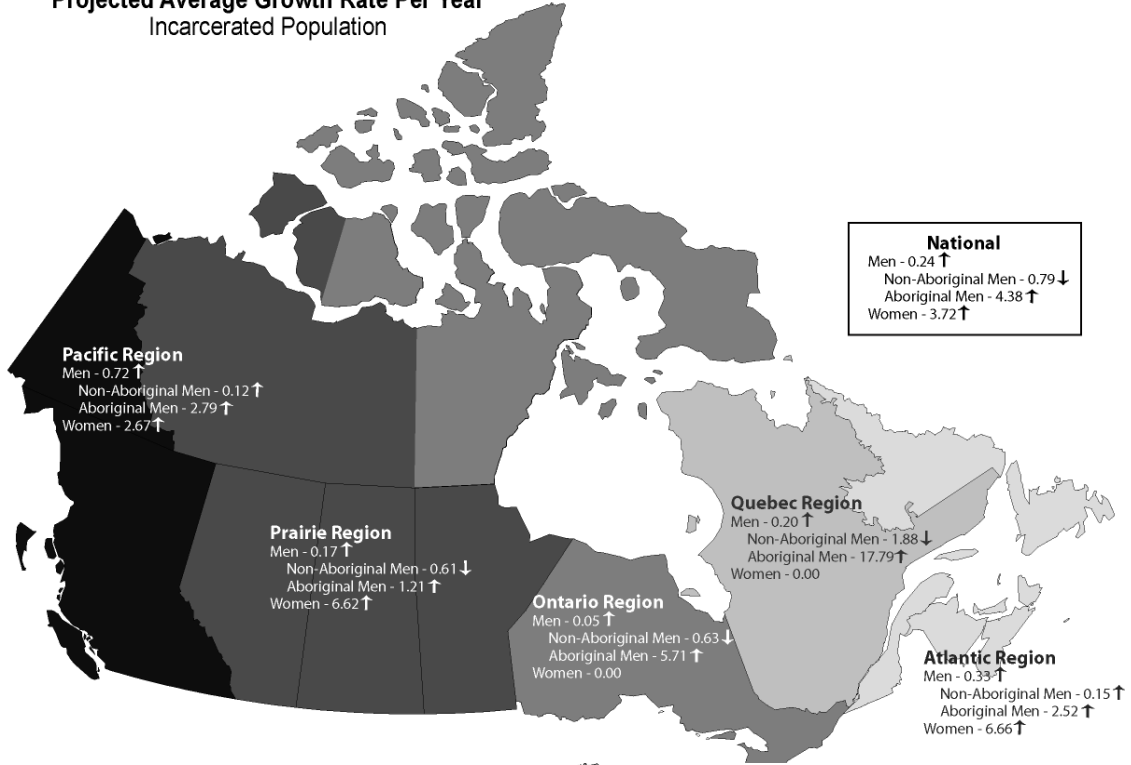 Projected Average Growth Rate Per Year
Incarcerated Population
National
Men - 0.24 ↑
Non-Aboriginal Men - 0.79 ↓
Aboriginal Men - 4.38 ↑
Women - 3.72 ↑
Pacific Region
Men - 0.72 ↑
Non-Aboriginal Men - 0.12 ↑
Aboriginal Men - 2.79 ↑
Women - 2.67 ↑
Prairie Region
Men - 0.17 ↑
Non-Aboriginal Men - 0.61 ↓
Aboriginal Men - 1.21 ↑
Women - 6.62 ↑
Ontario Region
Men - 0.05 ↑
Non-Aboriginal Men - 0.63 ↓
Aboriginal Men - 5.71 ↑
Women - 0.00
Quebec Region
Men - 0.20 ↑
Non-Aboriginal Men - 1.88 ↓
Aboriginal Men - 17.79 ↑
Women - 0.00
Atlantic Region
Men - 0.33 ↑
Non-Aboriginal Men - 0.15 ↑
Aboriginal Men - 2.52 ↑
Women - 6.66 ↑